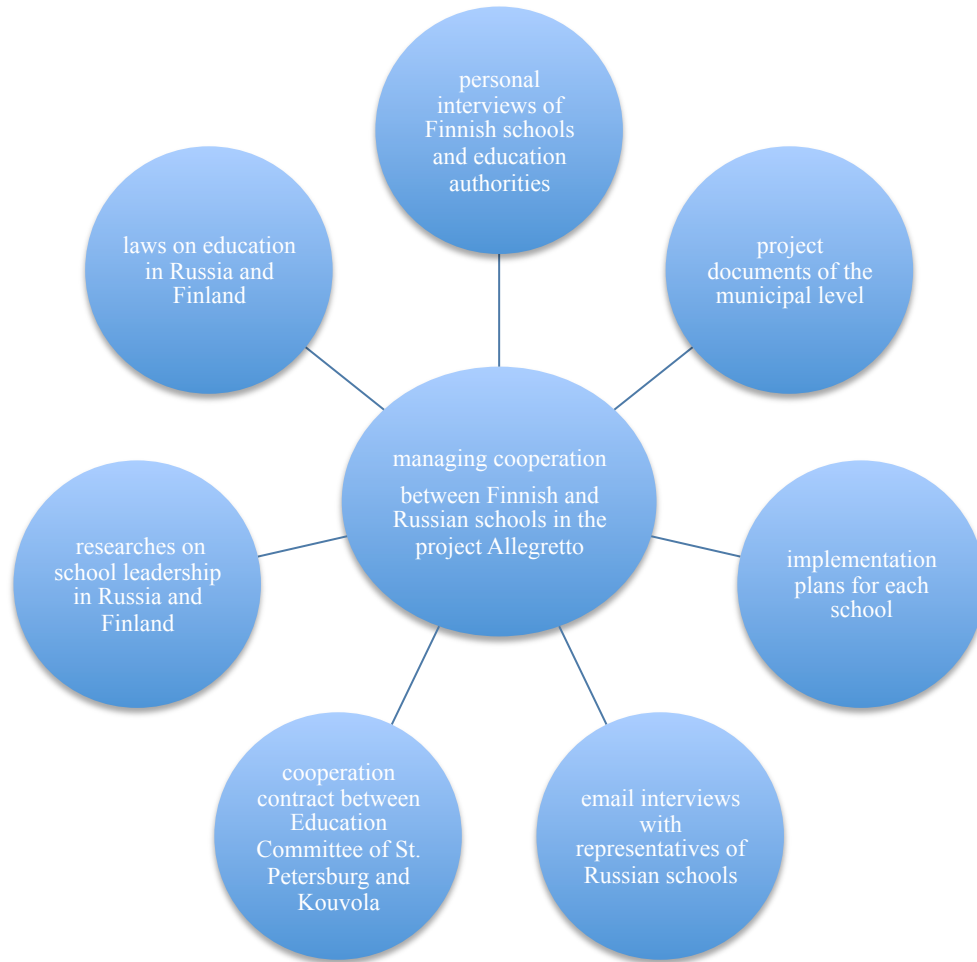 personal
interviews of
Finnish schools
and education
authorities
project
documents of the
municipal level
implementation
plans for each
school
email interviews
with
representatives of
Russian schools
cooperation
contract between
Education
Committee of St.
Petersburg and
Kouvola
researches on
school leadership
in Russia and
Finland
laws on education
in Russia and
Finland
managing cooperation
between Finnish and
Russian schools in the
project Allegretto